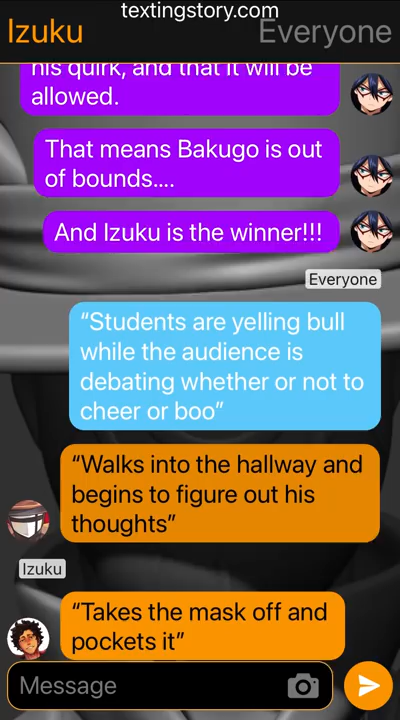 textingstory.com
Izuku
Everyone
his quirk, and that it will be
allowed.
That means Bakugo is out
of bounds....
And Izuku is the winner!!!
Everyone
“Students are yelling bull
while the audience is
debating whether or not to
cheer or boo”
“Walks into the hallway and
begins to figure out his
thoughts”
Izuku
“Takes the mask off and
pockets it”
Message